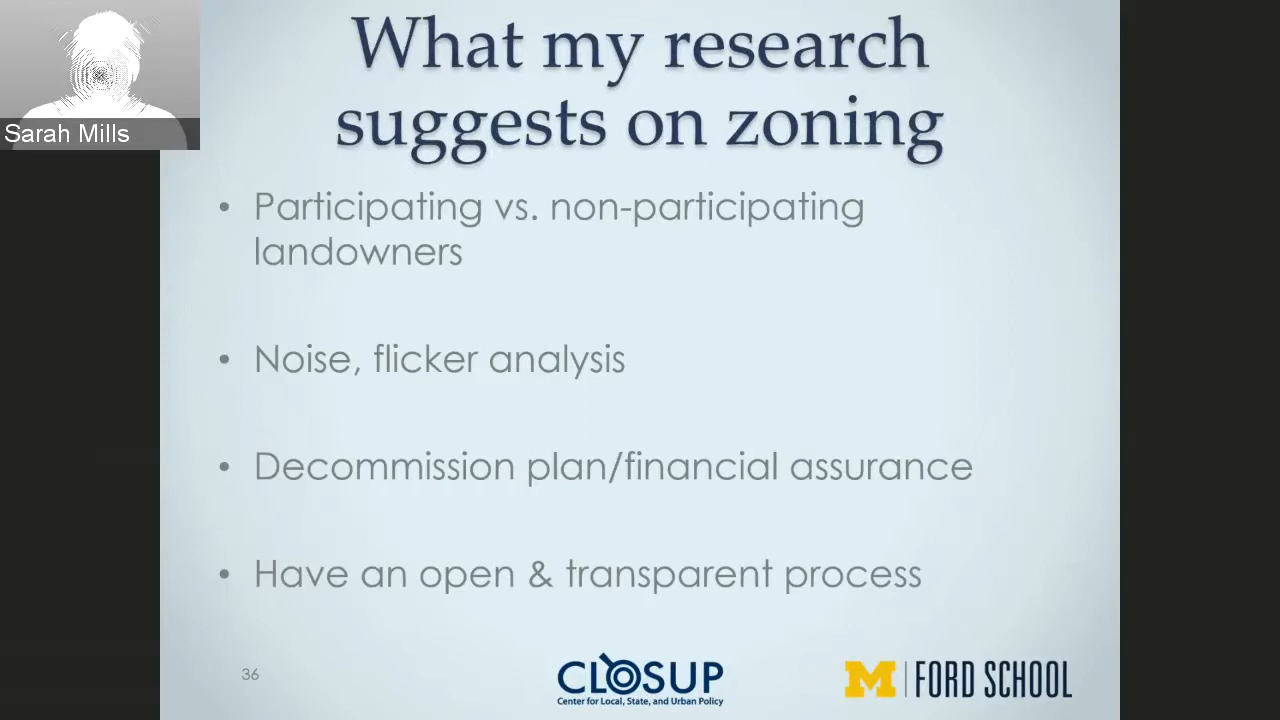 Sarah Mills
What my research
suggests on zoning
• Participating vs. non-participating
landowners
• Noise, flicker analysis
• Decommission plan/financial assurance
• Have an open & transparent process
36
CLOSUP
Center for Local, State, and Urban Policy
M | FORD SCHOOL